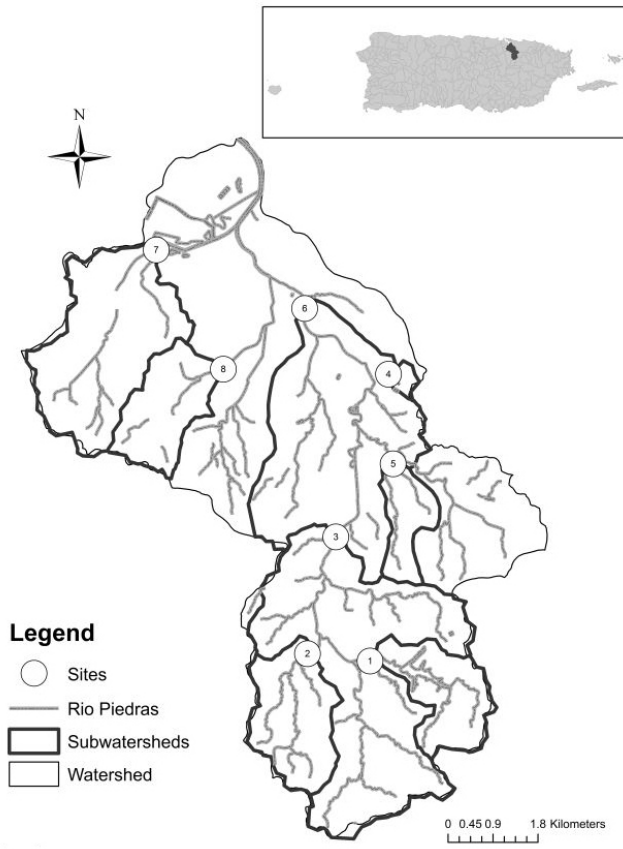 N
7
6
8
4
5
3
2
1
Legend
Sites
Rio Piedras
Subwatersheds
Watershed
0 0.45 0.9 1.8 Kilometers